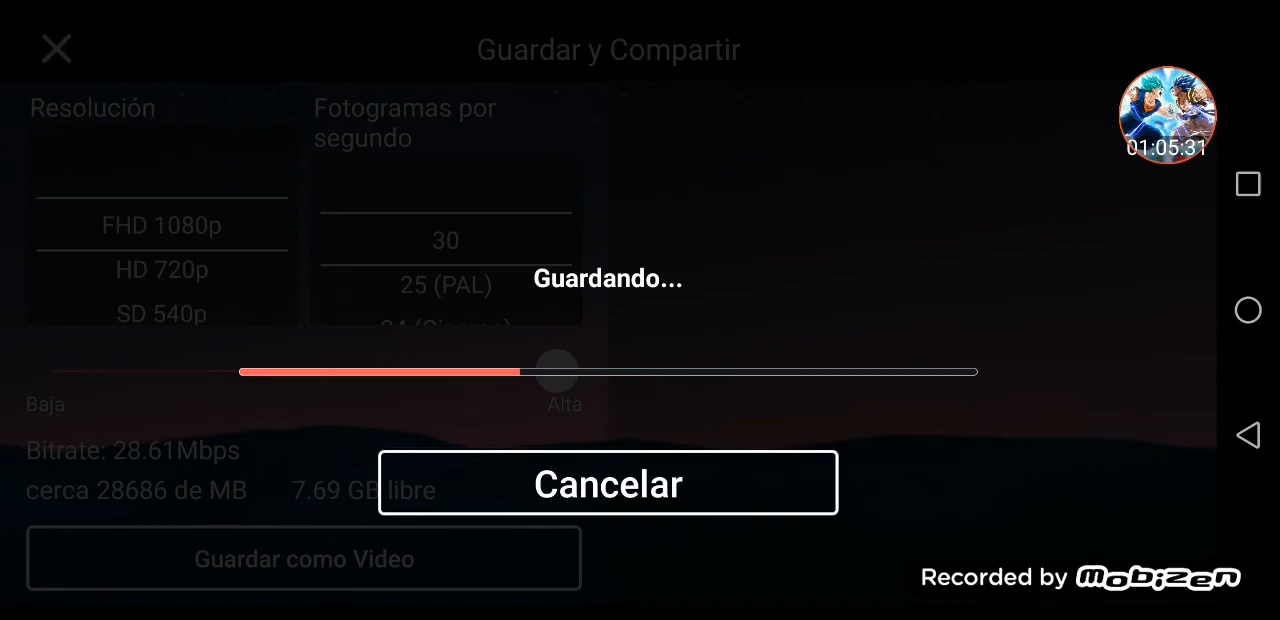 Guardar y Compartir
Resolución
Fotogramas por
segundo
01:05:31
FHD 1080p
HD 720p
SD 540p
30
25 (PAL)
Guardando...
Baja
Alta
Bitrate: 28.61Mbps
cerca 28686 de MB
7.69 GB libre
Cancelar
Guardar como Video
Recorded by Mobizen